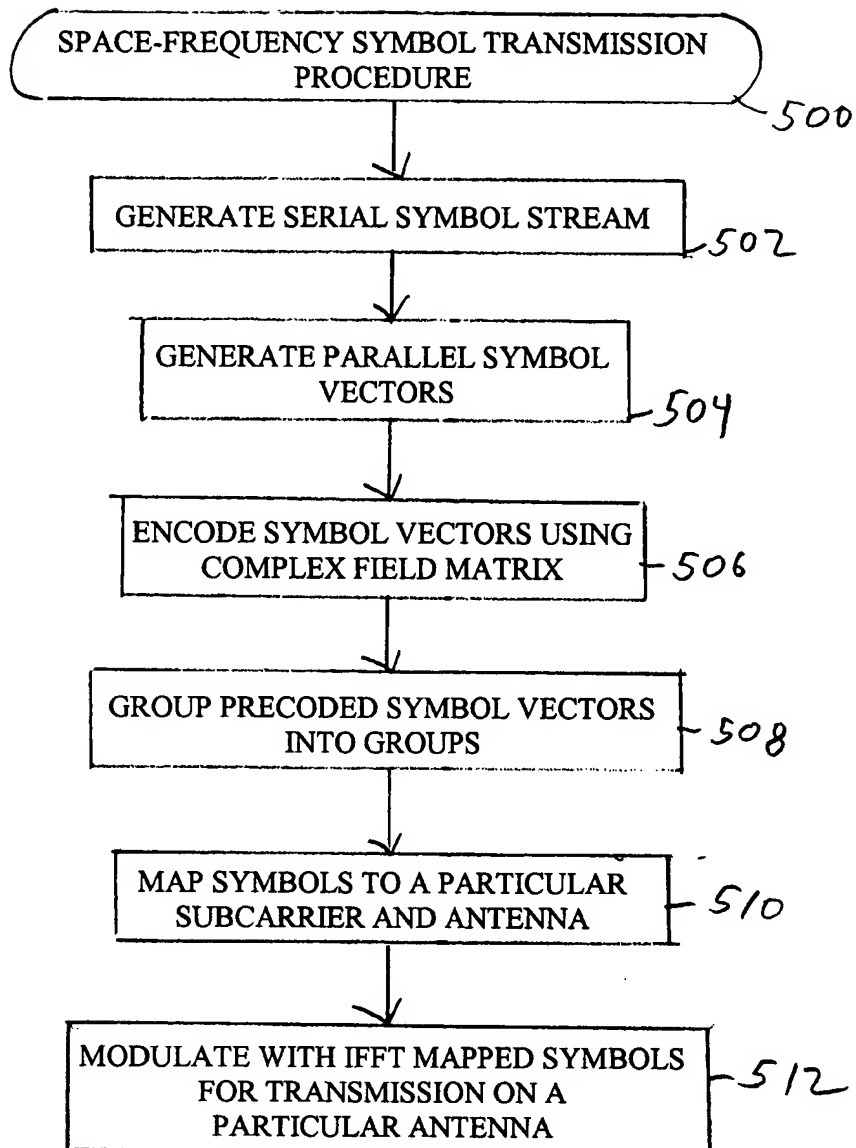 SPACE-FREQUENCY SYMBOL TRANSMISSION
PROCEDURE
500
GENERATE SERIAL SYMBOL STREAM
502
GENERATE PARALLEL SYMBOL
VECTORS
504
ENCODE SYMBOL VECTORS USING
COMPLEX FIELD MATRIX
506
GROUP PRECODED SYMBOL VECTORS
INTO GROUPS
508
MAP SYMBOLS TO A PARTICULAR
SUBCARRIER AND ANTENNA
510
MODULATE WITH IFFT MAPPED SYMBOLS
FOR TRANSMISSION ON A
PARTICULAR ANTENNA
512